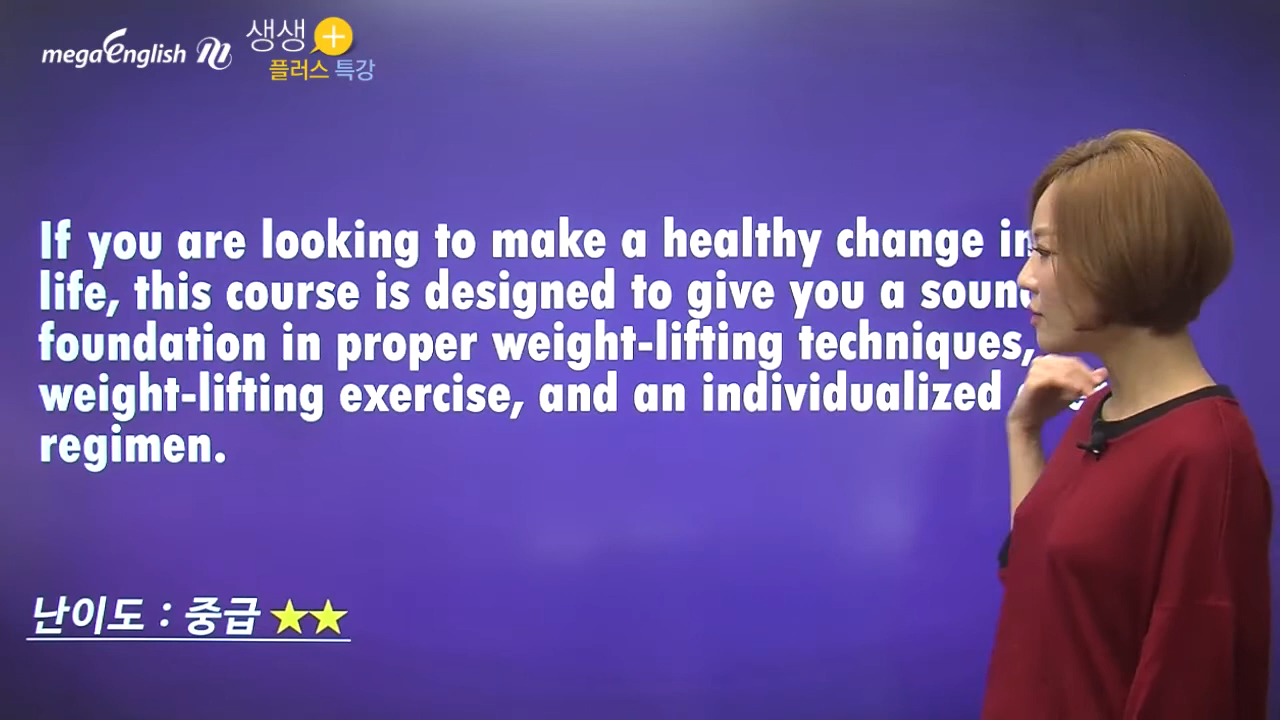 megaEnglish m
생생+
플러스 특강
If you are looking to make a healthy change in
life, this course is designed to give you a sound
foundation in proper weight-lifting techniques,
weight-lifting exercise, and an individualized
regimen.
난이도 : 중급 ★★